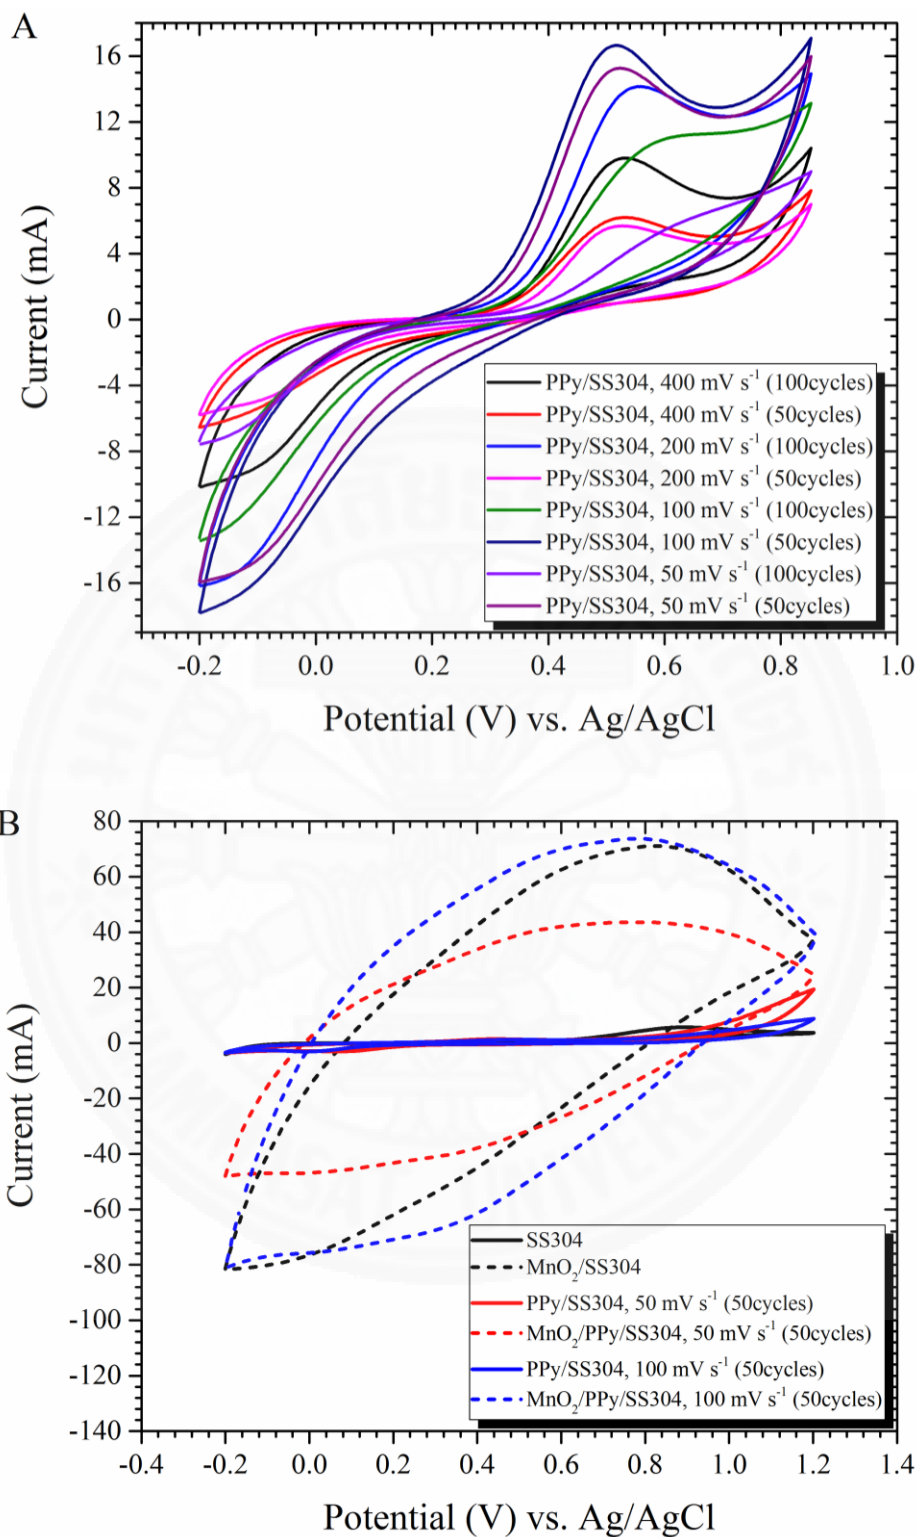 A
16
12
8
4
0
-4
-8
-12
-16
Current (mA)
PPy/SS304, 400 mV s⁻¹ (100cycles)
PPy/SS304, 400 mV s⁻¹ (50cycles)
PPy/SS304, 200 mV s⁻¹ (100cycles)
PPy/SS304, 200 mV s⁻¹ (50cycles)
PPy/SS304, 100 mV s⁻¹ (100cycles)
PPy/SS304, 100 mV s⁻¹ (50cycles)
PPy/SS304, 50 mV s⁻¹ (100cycles)
PPy/SS304, 50 mV s⁻¹ (50cycles)
-0.2 0.0 0.2 0.4 0.6 0.8 1.0
Potential (V) vs. Ag/AgCl
B
80
60
40
20
0
-20
-40
-60
-80
-100
-120
-140
Current (mA)
SS304
MnO₂/SS304
PPy/SS304, 50 mV s⁻¹ (50cycles)
MnO₂/PPy/SS304, 50 mV s⁻¹ (50cycles)
PPy/SS304, 100 mV s⁻¹ (50cycles)
MnO₂/PPy/SS304, 100 mV s⁻¹ (50cycles)
-0.4 -0.2 0.0 0.2 0.4 0.6 0.8 1.0 1.2 1.4
Potential (V) vs. Ag/AgCl